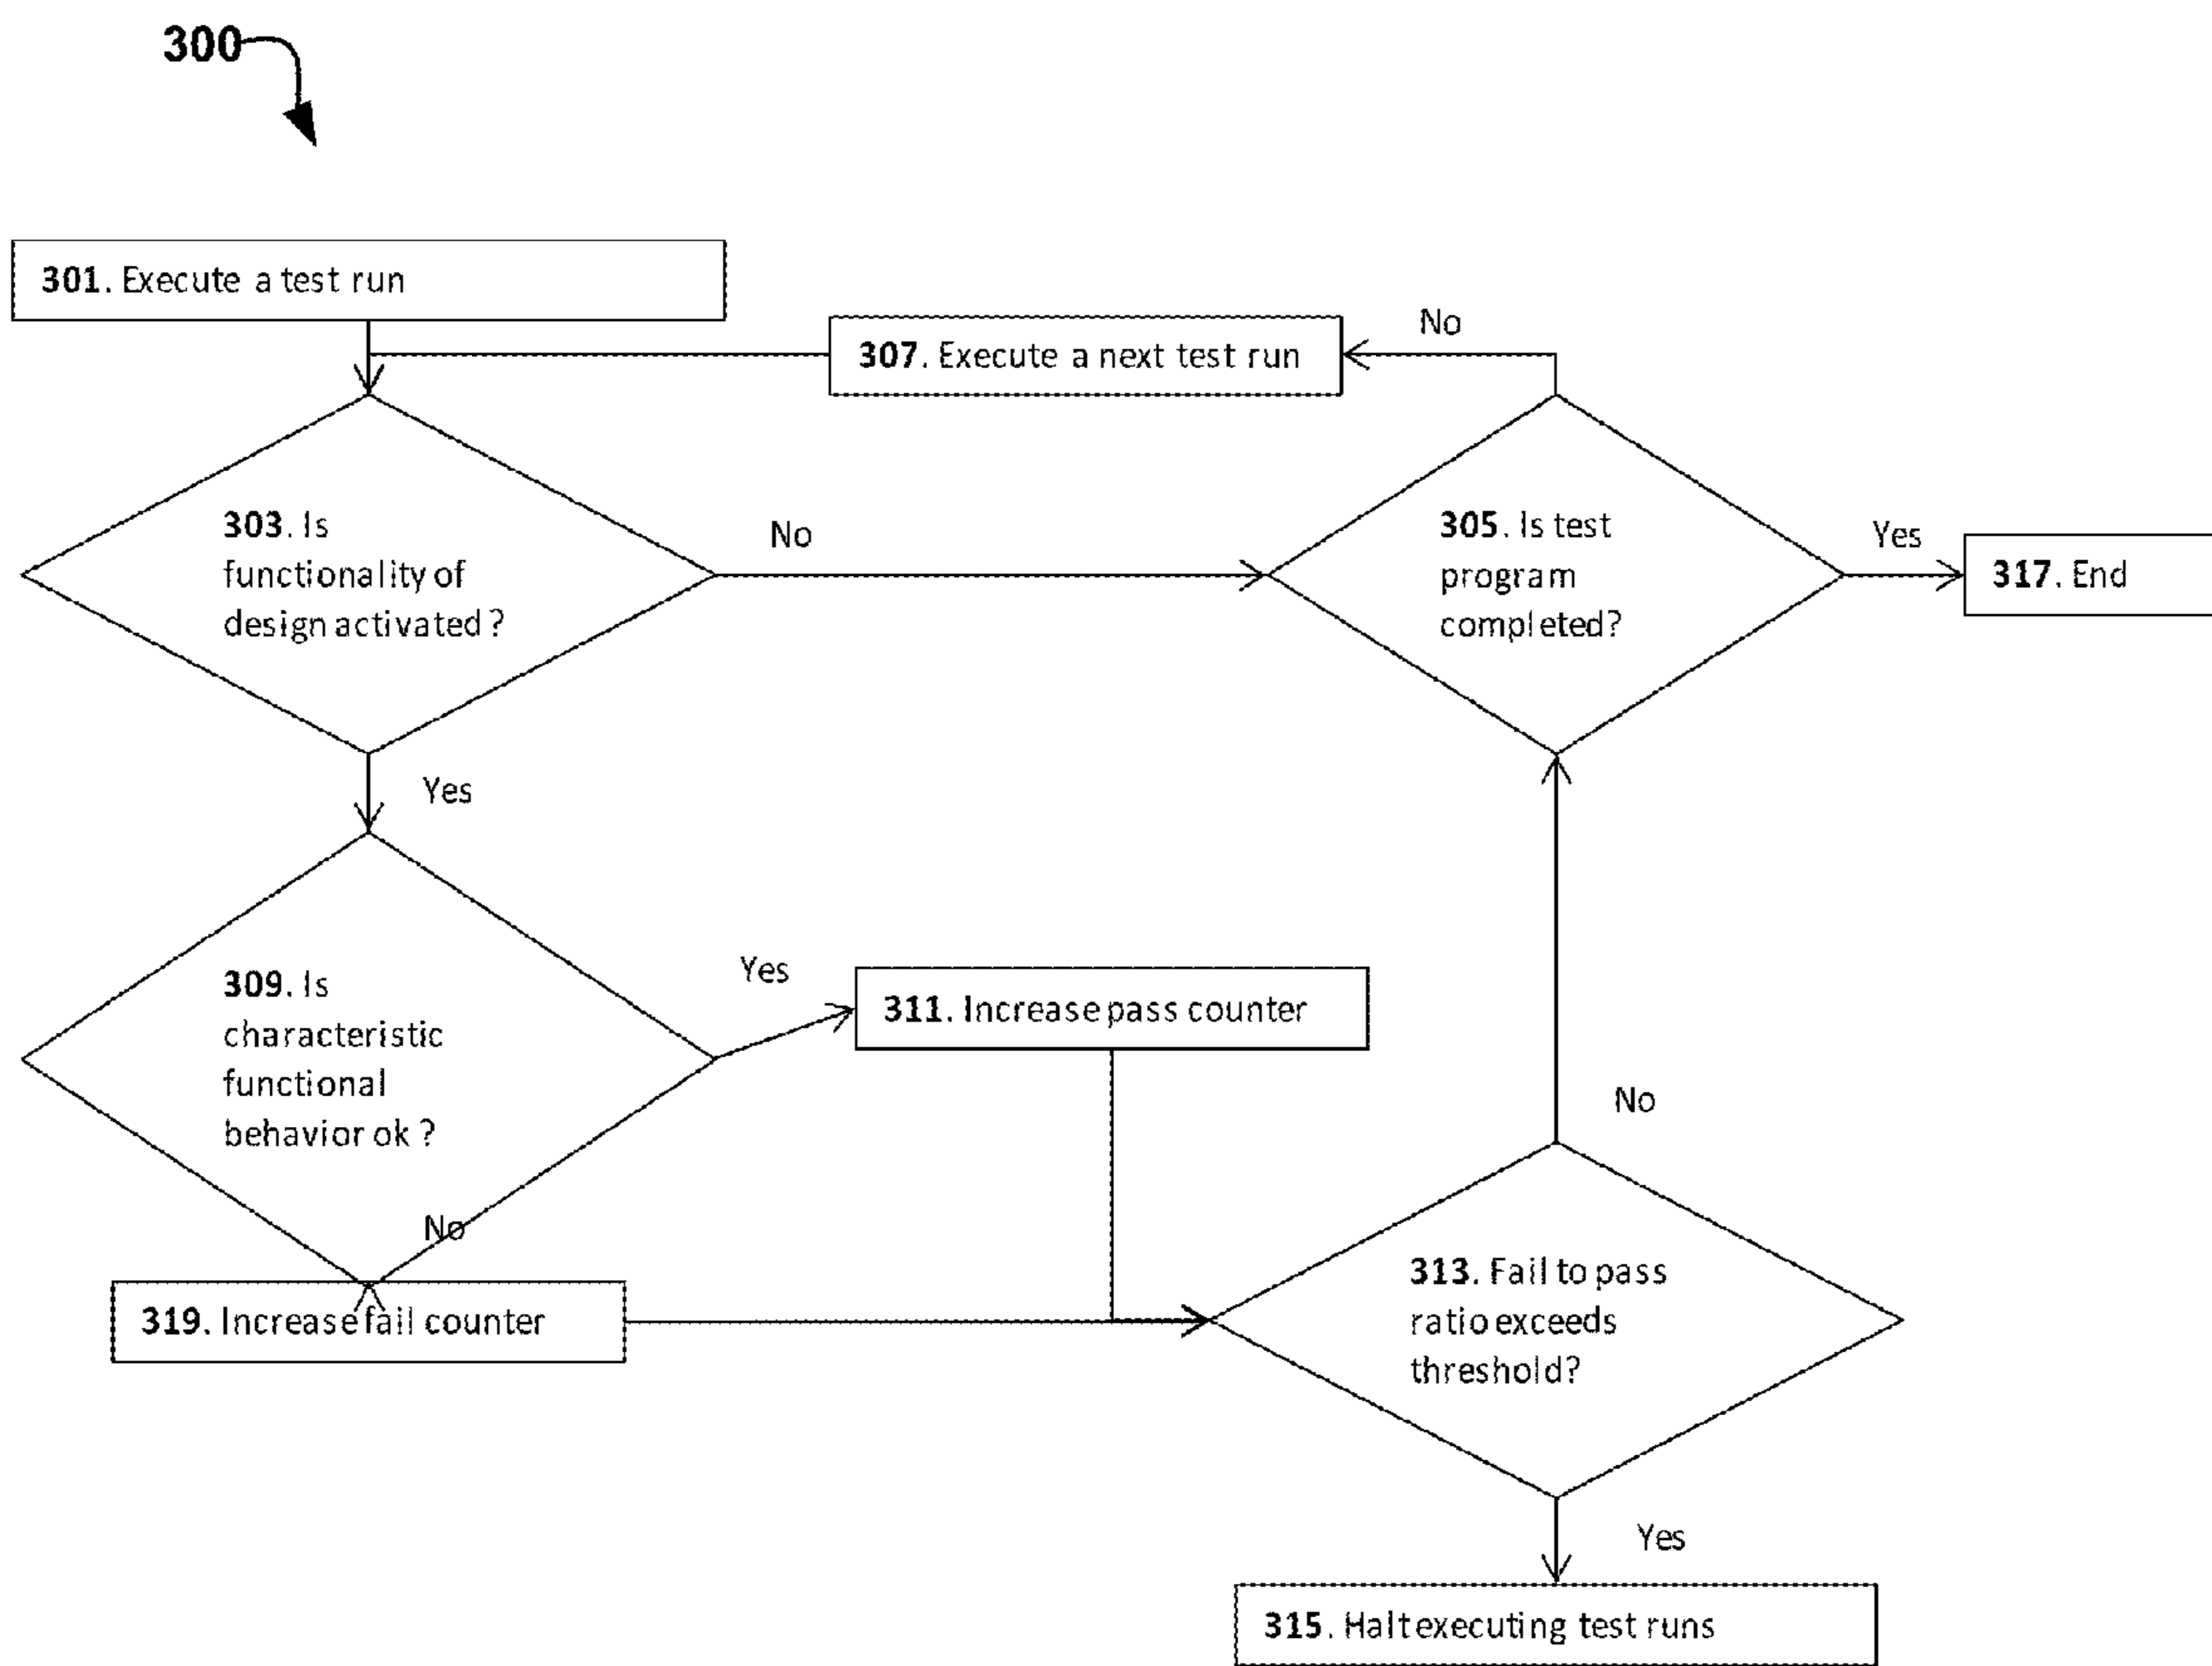 300
301. Execute a test run
307. Execute a next test run
No
303. Is
functionality of
design activated?
No
305. Is test
program
completed?
Yes
317. End
Yes
309. Is
characteristic
functional
behavior ok ?
Yes
311. Increase pass counter
No
No
319. Increase fail counter
313. Fail to pass
ratio exceeds
threshold?
Yes
315. Halt executing test runs